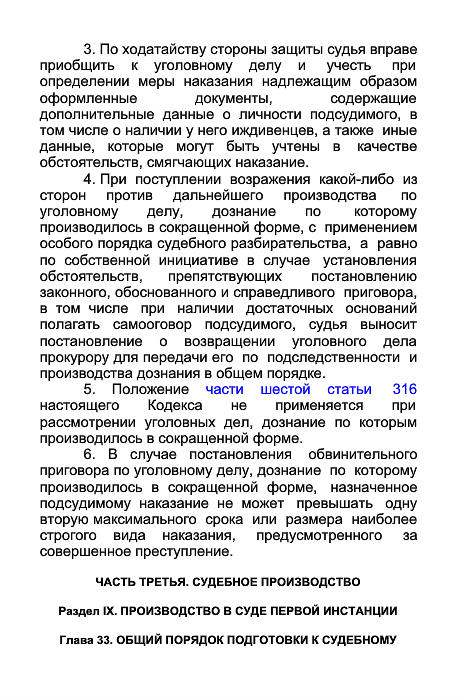 3. По ходатайству стороны защиты судья вправе
приобщить к уголовному делу и учесть при
определении меры наказания надлежащим образом
оформленные документы, содержащие
дополнительные данные о личности подсудимого, в
том числе о наличии у него иждивенцев, а также иные
данные, которые могут быть учтены в качестве
обстоятельств, смягчающих наказание.
4. При поступлении возражения какой-либо из
сторон против дальнейшего производства по
уголовному делу, дознание по которому
производилось в сокращенной форме, с применением
особого порядка судебного разбирательства, а равно
по собственной инициативе в случае установления
обстоятельств, препятствующих постановлению
законного, обоснованного и справедливого приговора,
в том числе при наличии достаточных оснований
полагать самооговор подсудимого, судья выносит
постановление о возвращении уголовного дела
прокурору для передачи его по подследственности и
производства дознания в общем порядке.
5. Положение части шестой статьи 316
настоящего Кодекса не применяется при
рассмотрении уголовных дел, дознание по которым
производилось в сокращенной форме.
6. В случае постановления обвинительного
приговора по уголовному делу, дознание по которому
производилось в сокращенной форме, назначенное
подсудимому наказание не может превышать одну
вторую максимального срока или размера наиболее
строгого вида наказания, предусмотренного за
совершенное преступление.
ЧАСТЬ ТРЕТЬЯ. СУДЕБНОЕ ПРОИЗВОДСТВО
Раздел IX. ПРОИЗВОДСТВО В СУДЕ ПЕРВОЙ ИНСТАНЦИИ
Глава 33. ОБЩИЙ ПОРЯДОК ПОДГОТОВКИ К СУДЕБНОМУ